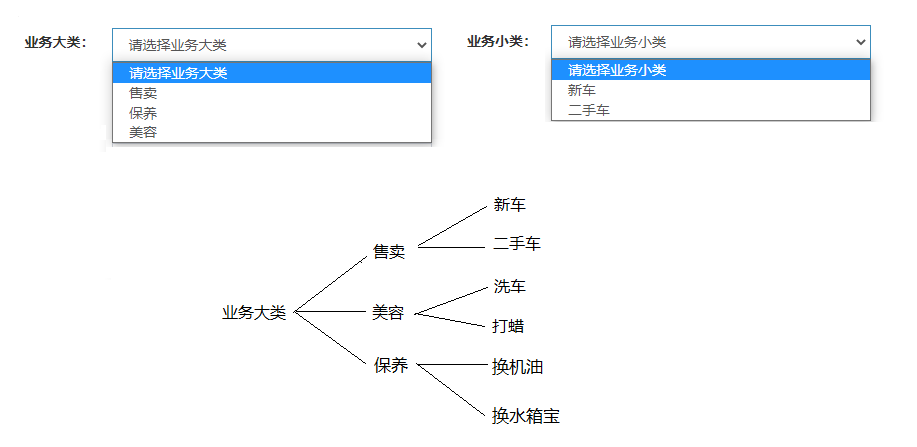 业务大类：
请选择业务大类
请选择业务大类
售卖
保养
美容
业务小类：
请选择业务小类
请选择业务小类
新车
二手车
业务大类
售卖
新车
二手车
美容
洗车
打蜡
保养
换机油
换水箱宝